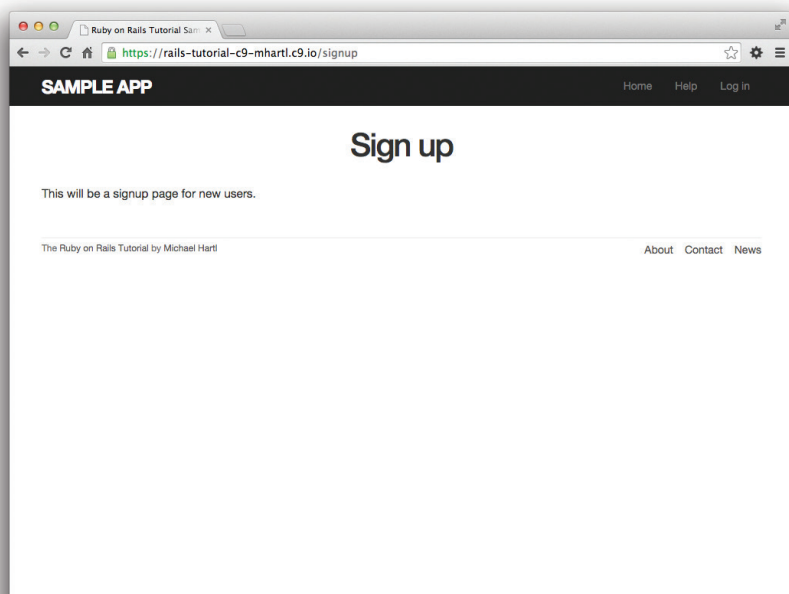 Ruby on Rails Tutorial Sam
https://rails-tutorial-c9-mhartl.c9.io/signup
SAMPLE APP Home Help Log in
Sign up
This will be a signup page for new users.
The Ruby on Rails Tutorial by Michael Hartl About Contact News